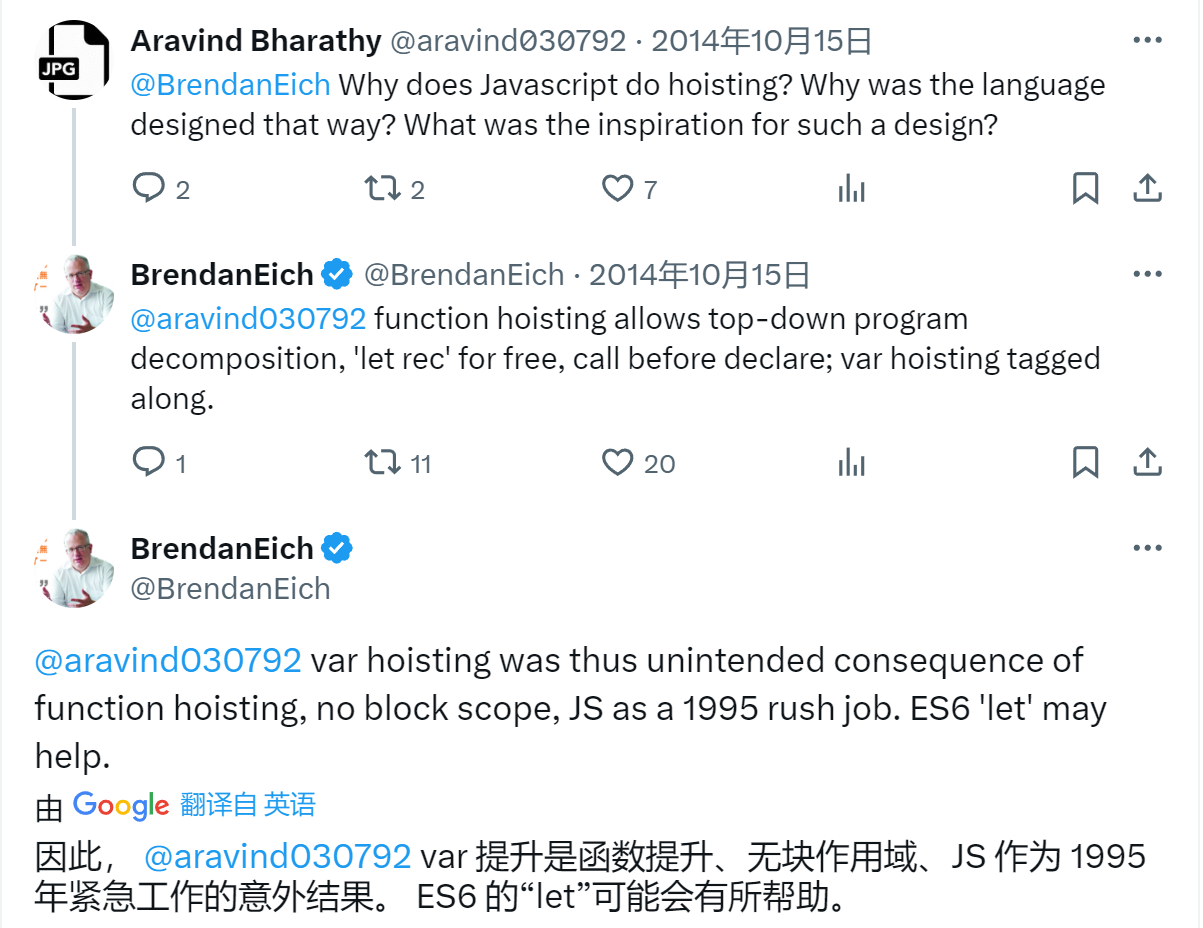 JPG
Aravind Bharathy @aravind030792 · 2014年10月15日
@BrendanEich Why does Javascript do hoisting? Why was the language
designed that way? What was the inspiration for such a design?
2 2 7
BrendanEich @BrendanEich · 2014年10月15日
@aravind030792 function hoisting allows top-down program
decomposition, 'let rec' for free, call before declare; var hoisting tagged
along.
1 11 20
BrendanEich
@BrendanEich
@aravind030792 var hoisting was thus unintended consequence of
function hoisting, no block scope, JS as a 1995 rush job. ES6 'let' may
help.
由 Google 翻译自 英语
因此， @aravind030792 var 提升是函数提升、无块作用域、JS 作为 1995
年紧急工作的意外结果。 ES6 的“let”可能会有所帮助。